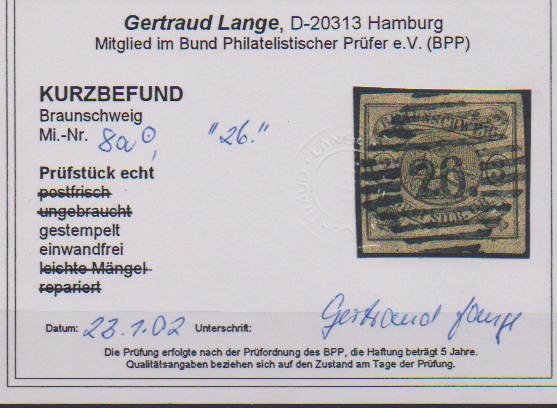 Gertraud Lange, D-20313 Hamburg
Mitglied im Bund Philatelistischer Prüfer e.V. (BPP)
KURZBEFUND
Braunschweig
Mi.-Nr. 8a "26."
Prüfstück echt
postfrisch
ungebraucht
gestempelt
einwandfrei
leichte Mängel
repariert
26.
Datum: 23.1.02 Unterschrift: Gertraud Lange
Die Prüfung erfolgte nach der Prüfordnung des BPP, die Haftung beträgt 5 Jahre.
Qualitätsangaben beziehen sich auf den Zustand am Tage der Prüfung.